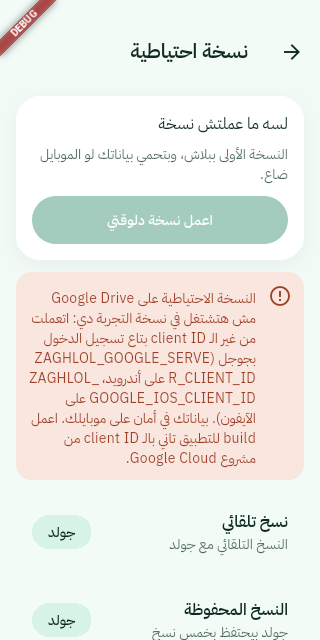 DEBUG
نسخة احتياطية
لسه ما عملتش نسخة
النسخة الأولى ببلاش، وبتحمي بياناتك لو الموبايل
ضاع.
اعمل نسخة دلوقتي
النسخة الاحتياطية على Google Drive
مش هتشتغل في نسخة التجربة دي: اتعملت
من غير الـ client ID بتاع تسجيل الدخول
بجوجل (ZAGHLOL_GOOGLE_SERVE
R_CLIENT_ID على أندرويد، ZAGHLOL_
GOOGLE_IOS_CLIENT_ID على
الآيفون). بياناتك في أمان على موبايلك. اعمل
build للتطبيق تاني بالـ client ID من
مشروع Google Cloud.
نسخ تلقائي
النسخ التلقائي مع جولد
جولد
النسخ المحفوظة
جولد بيحتفظ بخمس نسخ
جولد